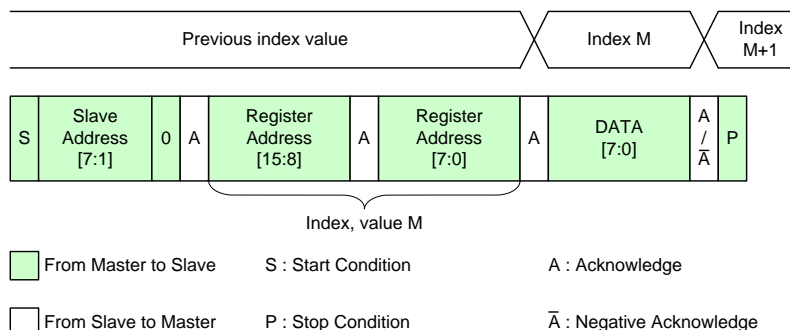 Previous index value
Index M
Index
M+1
S
Slave
Address
[7:1]
0
A
Register
Address
[15:8]
A
Register
Address
[7:0]
A
DATA
[7:0]
A
/
A̅
P
Index, value M
From Master to Slave
S : Start Condition
A : Acknowledge
From Slave to Master
P : Stop Condition
A̅ : Negative Acknowledge